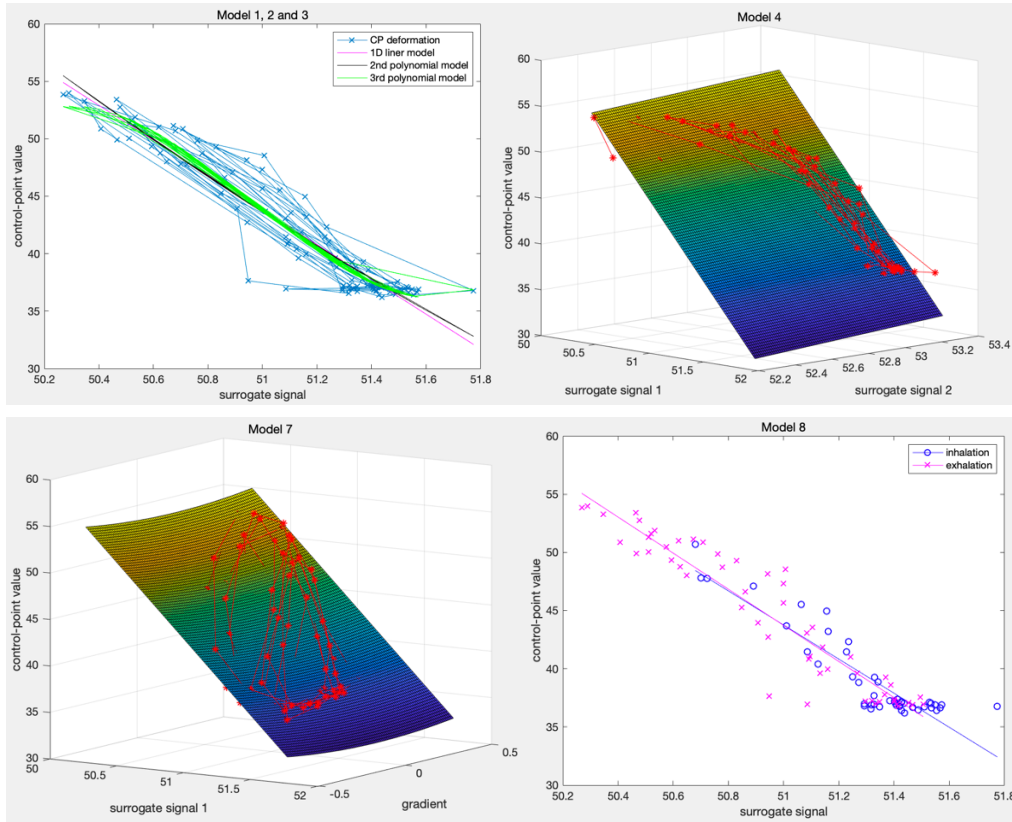 Model 1, 2 and 3
60
55
50
45
40
35
30
control-point value
CP deformation
1D liner model
2nd polynomial model
3rd polynomial model
50.2 50.4 50.6 50.8 51 51.2 51.4 51.6 51.8
surrogate signal
Model 4
60
55
50
45
40
35
30
control-point value
50 50.5 51 51.5 52
surrogate signal 1
52.2 52.4 52.6 52.8 53 53.2 53.4
surrogate signal 2
Model 7
60
55
50
45
40
35
30
control-point value
50 50.5 51 51.5 52
surrogate signal 1
-0.5 0 0.5
gradient
Model 8
60
55
50
45
40
35
30
control-point value
inhalation
exhalation
50.2 50.4 50.6 50.8 51 51.2 51.4 51.6 51.8
surrogate signal